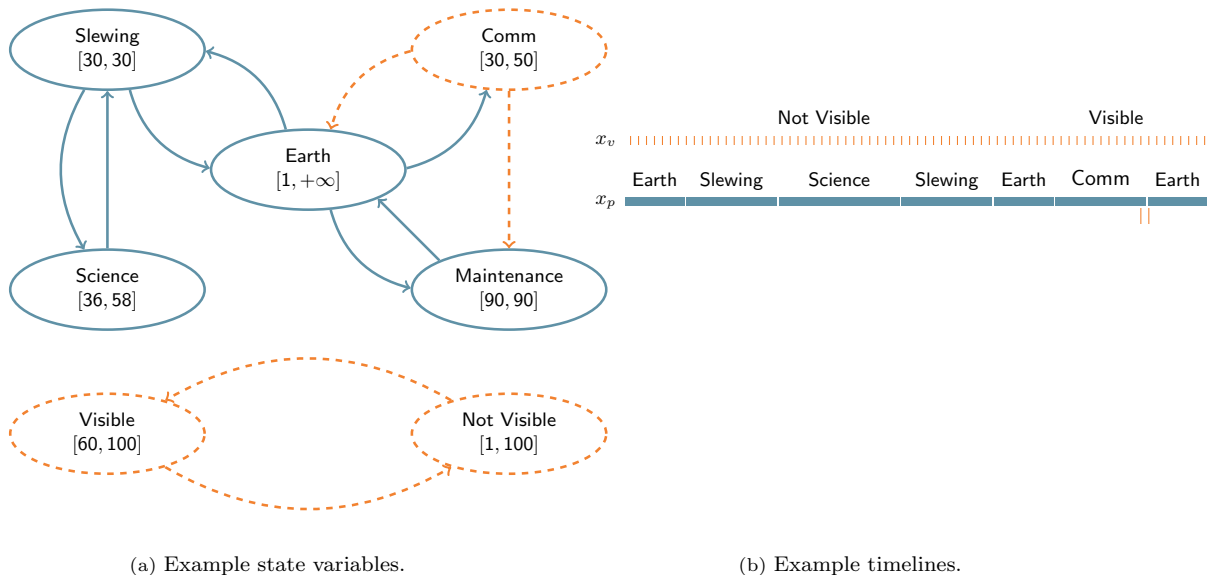 Slewing
[30, 30]
Comm
[30, 50]
Earth
[1, +∞]
Science
[36, 58]
Maintenance
[90, 90]
Visible
[60, 100]
Not Visible
[1, 100]
(a) Example state variables.
Not Visible Visible
x_v
Earth Slewing Science Slewing Earth Comm Earth
x_p
(b) Example timelines.